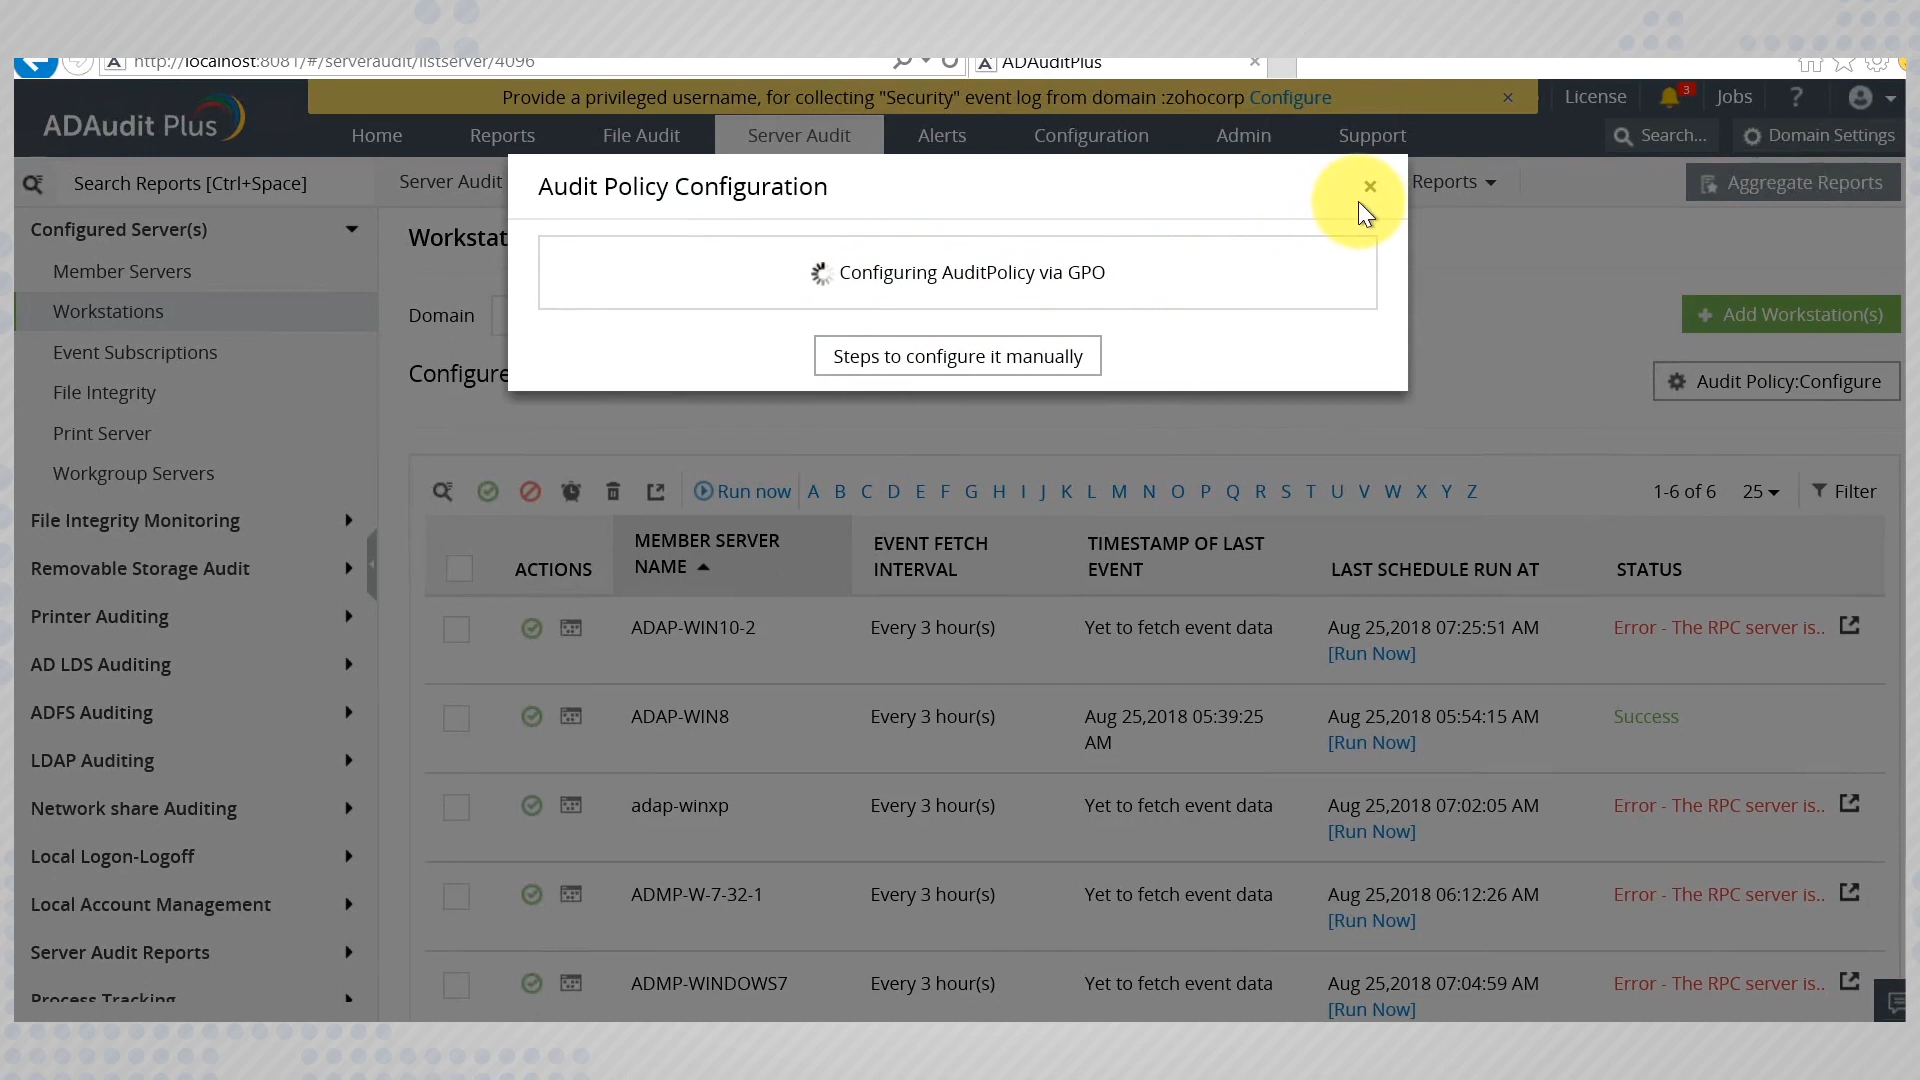 http://localhost:8081/#/serveraudit/listserver/4096
ADAuditPlus
Provide a privileged username, for collecting "Security" event log from domain :zohocorp Configure
License
3
Jobs
?
ADAudit Plus
Home
Reports
File Audit
Server Audit
Alerts
Configuration
Admin
Support
Search...
Domain Settings
Search Reports [Ctrl+Space]
Server Audit
Reports
Aggregate Reports
Audit Policy Configuration
Configuring AuditPolicy via GPO
Steps to configure it manually
Configured Server(s)
Member Servers
Workstations
Event Subscriptions
File Integrity
Print Server
Workgroup Servers
File Integrity Monitoring
Removable Storage Audit
Printer Auditing
AD LDS Auditing
ADFS Auditing
LDAP Auditing
Network share Auditing
Local Logon-Logoff
Local Account Management
Server Audit Reports
Process Tracking
Workstat
Domain
Add Workstation(s)
Configure
Audit Policy:Configure
Run now A B C D E F G H I J K L M N O P Q R S T U V W X Y Z
1-6 of 6 25 Filter
ACTIONS
MEMBER SERVER
NAME
EVENT FETCH
INTERVAL
TIMESTAMP OF LAST
EVENT
LAST SCHEDULE RUN AT
STATUS
ADAP-WIN10-2 Every 3 hour(s) Yet to fetch event data Aug 25,2018 07:25:51 AM Error - The RPC server is..
[Run Now]
ADAP-WIN8 Every 3 hour(s) Aug 25,2018 05:39:25 Aug 25,2018 05:54:15 AM Success
AM [Run Now]
adap-winxp Every 3 hour(s) Yet to fetch event data Aug 25,2018 07:02:05 AM Error - The RPC server is..
[Run Now]
ADMP-W-7-32-1 Every 3 hour(s) Yet to fetch event data Aug 25,2018 06:12:26 AM Error - The RPC server is..
[Run Now]
ADMP-WINDOWS7 Every 3 hour(s) Yet to fetch event data Aug 25,2018 07:04:59 AM Error - The RPC server is..
[Run Now]